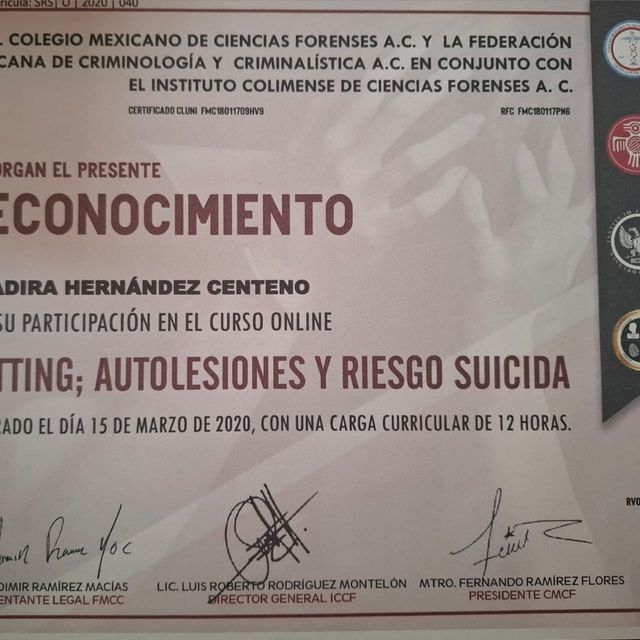 trícula: SRS| O | 2020 | 040
L COLEGIO MEXICANO DE CIENCIAS FORENSES A.C. Y LA FEDERACIÓN
CANA DE CRIMINOLOGÍA Y CRIMINALÍSTICA A.C. EN CONJUNTO CON
EL INSTITUTO COLIMENSE DE CIENCIAS FORENSES A. C.
CERTIFICADO CLUNI FMC18011709HV9 RFC FMC180117PN6
ORGAN EL PRESENTE
ECONOCIMIENTO
ADIRA HERNÁNDEZ CENTENO
SU PARTICIPACIÓN EN EL CURSO ONLINE
TTING; AUTOLESIONES Y RIESGO SUICIDA
RADO EL DÍA 15 DE MARZO DE 2020, CON UNA CARGA CURRICULAR DE 12 HORAS.
RVO
DIMIR RAMÍREZ MACÍAS LIC. LUIS ROBERTO RODRÍGUEZ MONTELÓN MTRO. FERNANDO RAMÍREZ FLORES
ENTANTE LEGAL FMCC DIRECTOR GENERAL ICCF PRESIDENTE CMCF